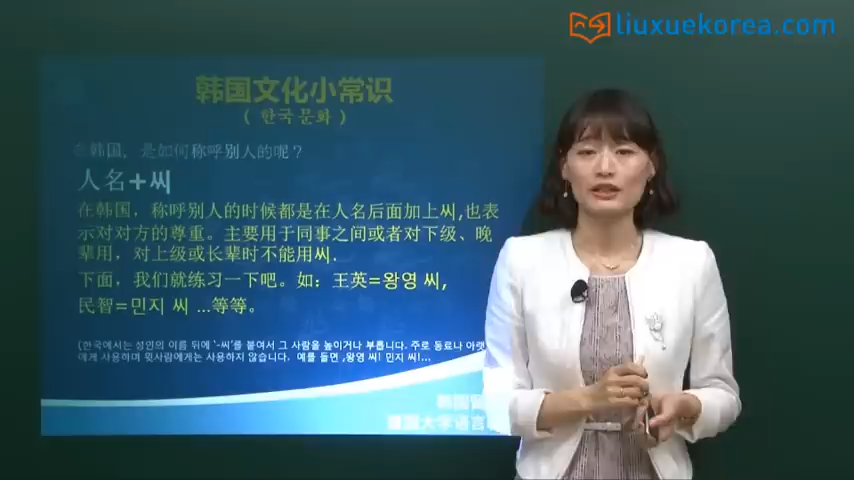 liuxuekorea.com
韩国文化小常识
( 한국 문화 )
在韩国，是如何称呼别人的呢？
人名+씨
在韩国，称呼别人的时候都是在人名后面加上씨,也表
示对对方的尊重。主要用于同事之间或者对下级、晚
辈用，对上级或长辈时不能用씨.
下面，我们就练习一下吧。如：王英=왕영 씨,
民智=민지 씨 ...等等。
(한국에서는 성인의 이름 뒤에 '-씨'를 붙여서 그 사람을 높이거나 부릅니다. 주로 동료나 아랫
에게 사용하며 윗사람에게는 사용하지 않습니다. 예를 들면 ,왕영 씨! 민지 씨!...
韩国
国大学语言